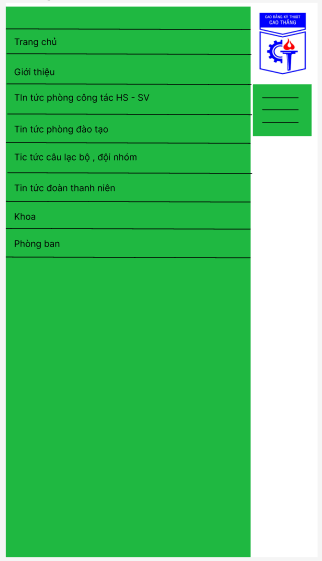 CAO ĐẲNG KỸ THUẬT
CAO THẮNG
Trang chủ
Giới thiệu
TIn tức phòng công tác HS - SV
Tin tức phòng đào tạo
Tic tức câu lạc bộ , đội nhóm
Tin tức đoàn thanh niên
Khoa
Phòng ban